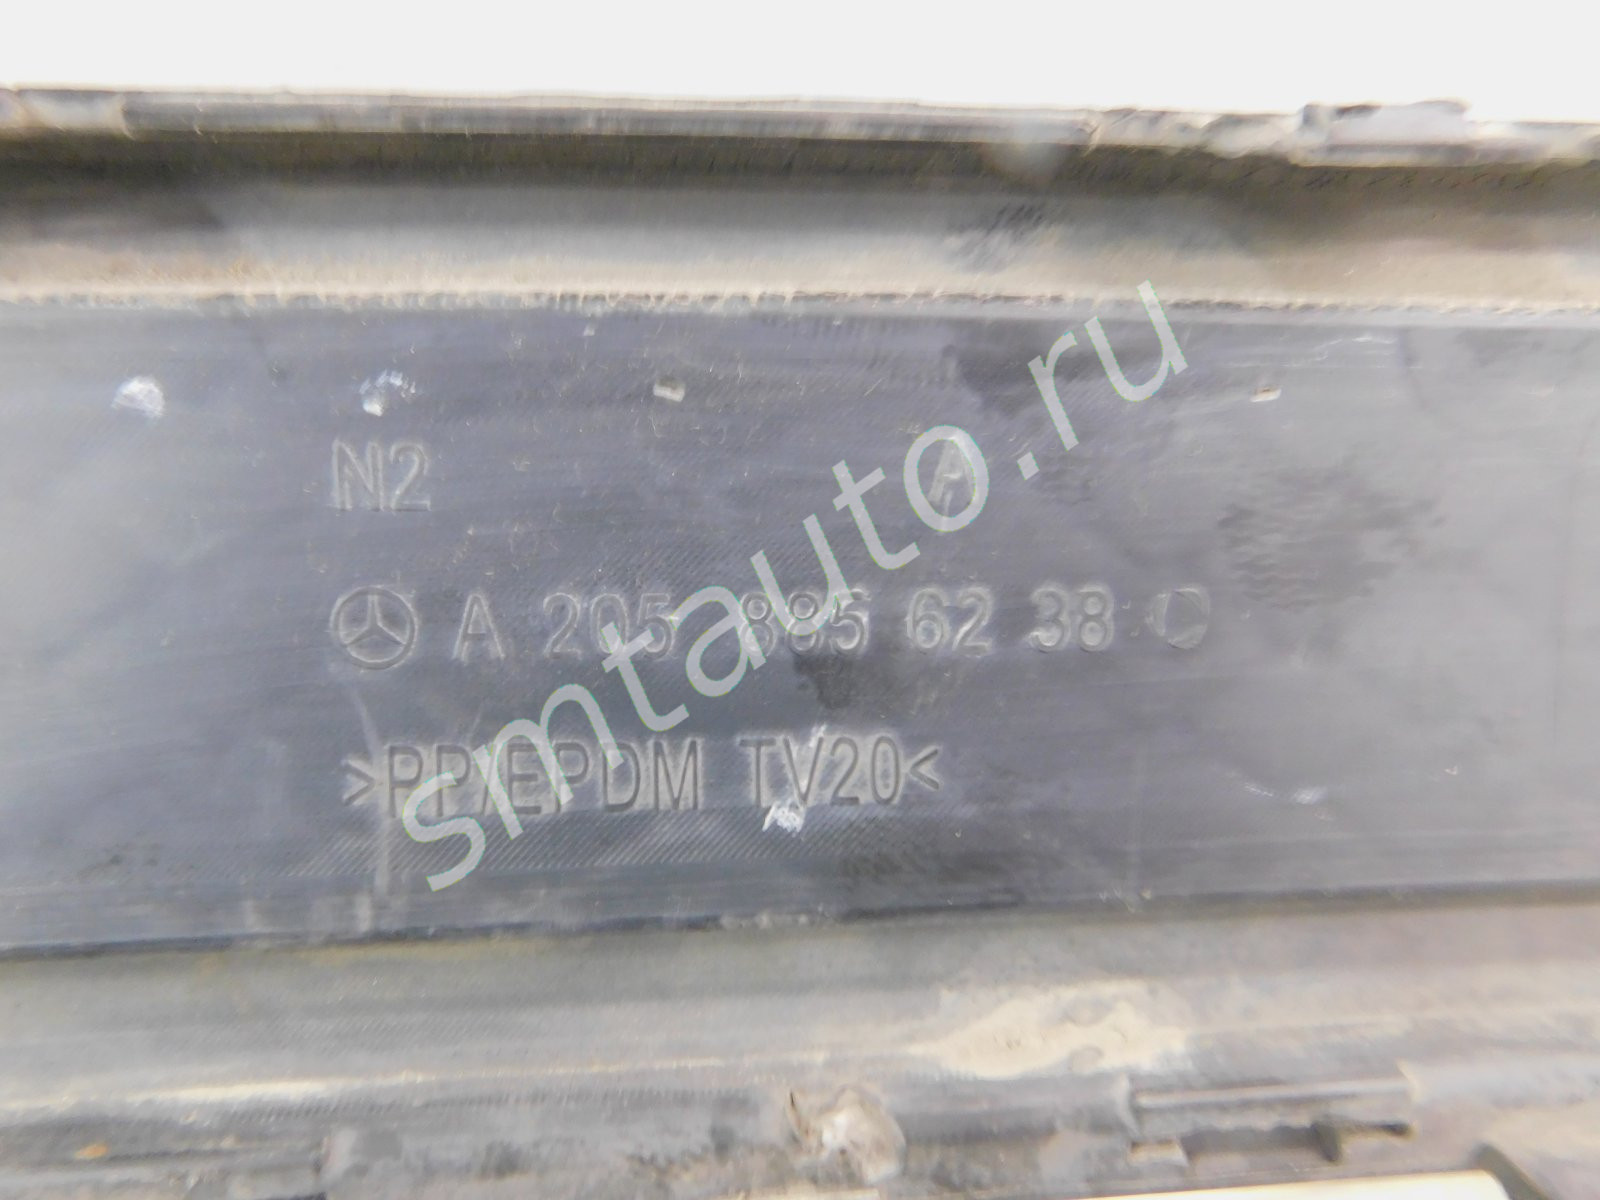 N2 A
A 205 885 62 38
>PP/EPDM TV20<
smtauto.ru